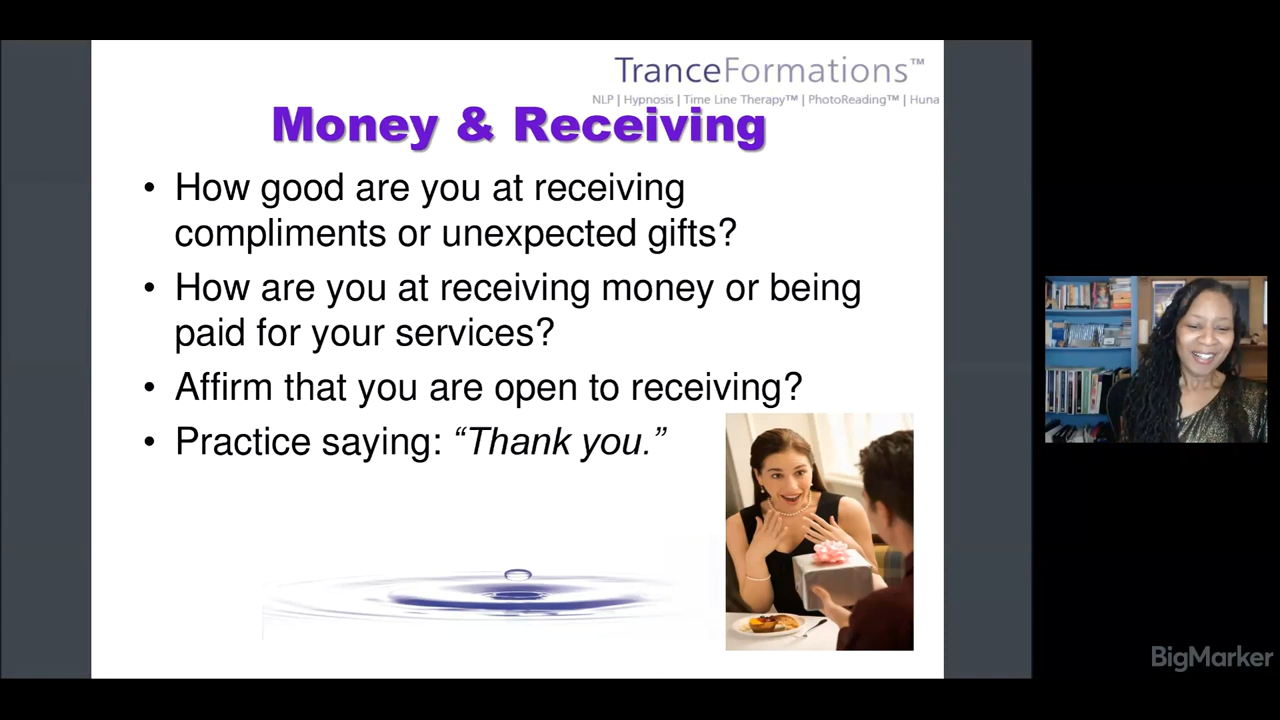 TranceFormations™
NLP | Hypnosis | Time Line Therapy™ | PhotoReading™ | Huna
Money & Receiving
• How good are you at receiving
compliments or unexpected gifts?
• How are you at receiving money or being
paid for your services?
• Affirm that you are open to receiving?
• Practice saying: “Thank you.”
BigMarker